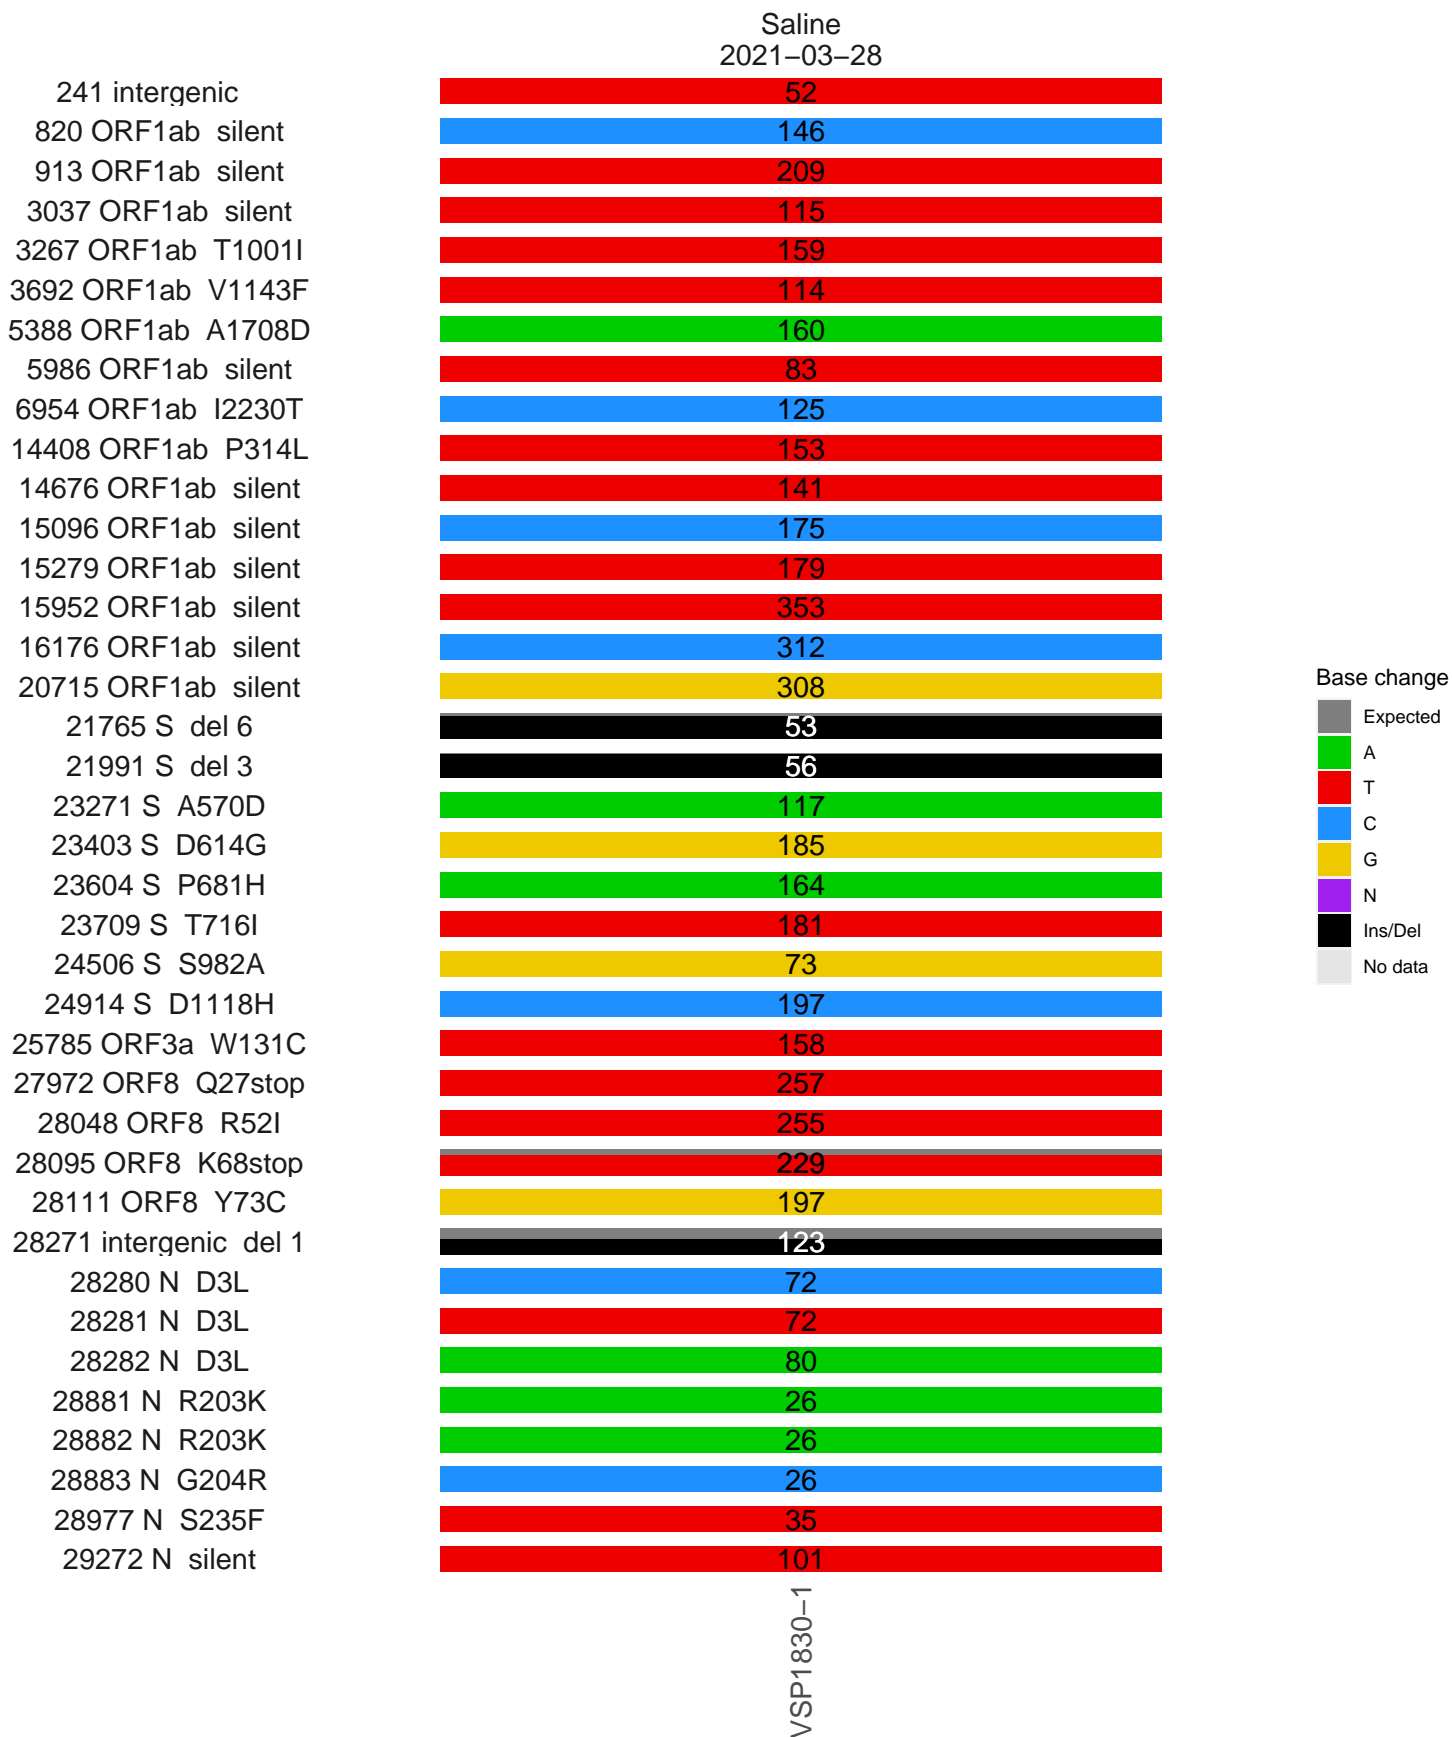 Saline
2021−03−28
241 intergenic 52
820 ORF1ab silent 146
913 ORF1ab silent 209
3037 ORF1ab silent 115
3267 ORF1ab T1001I 159
3692 ORF1ab V1143F 114
5388 ORF1ab A1708D 160
5986 ORF1ab silent 83
6954 ORF1ab I2230T 125
14408 ORF1ab P314L 153
14676 ORF1ab silent 141
15096 ORF1ab silent 175
15279 ORF1ab silent 179
15952 ORF1ab silent 353
16176 ORF1ab silent 312
20715 ORF1ab silent 308
21765 S del 6 53
21991 S del 3 56
23271 S A570D 117
23403 S D614G 185
23604 S P681H 164
23709 S T716I 181
24506 S S982A 73
24914 S D1118H 197
25785 ORF3a W131C 158
27972 ORF8 Q27stop 257
28048 ORF8 R52I 255
28095 ORF8 K68stop 229
28111 ORF8 Y73C 197
28271 intergenic del 1 123
28280 N D3L 72
28281 N D3L 72
28282 N D3L 80
28881 N R203K 26
28882 N R203K 26
28883 N G204R 26
28977 N S235F 35
29272 N silent 101
VSP1830−1
Base change
Expected
A
T
C
G
N
Ins/Del
No data